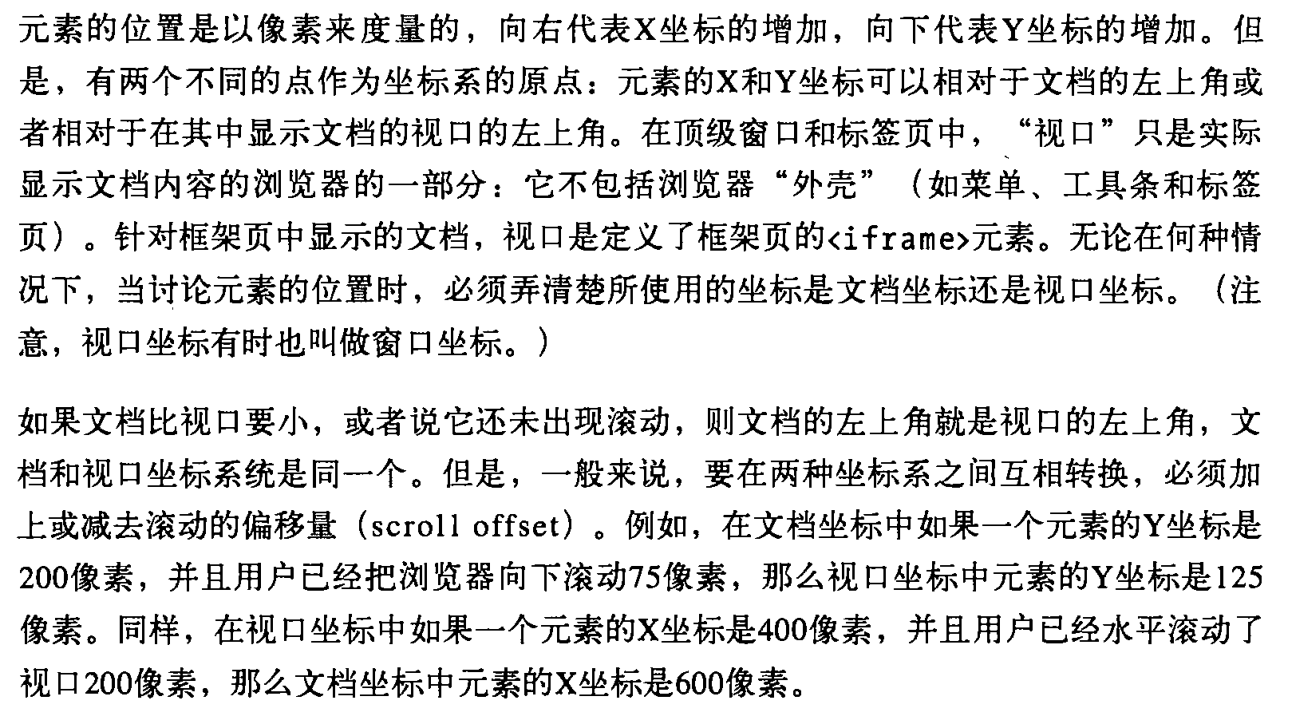 元素的位置是以像素来度量的，向右代表X坐标的增加，向下代表Y坐标的增加。但
是，有两个不同的点作为坐标系的原点：元素的X和Y坐标可以相对于文档的左上角或
者相对于在其中显示文档的视口的左上角。在顶级窗口和标签页中，“视口”只是实际
显示文档内容的浏览器的一部分：它不包括浏览器“外壳”（如菜单、工具条和标签
页）。针对框架页中显示的文档，视口是定义了框架页的<iframe>元素。无论在何种情
况下，当讨论元素的位置时，必须弄清楚所使用的坐标是文档坐标还是视口坐标。（注
意，视口坐标有时也叫做窗口坐标。）
如果文档比视口要小，或者说它还未出现滚动，则文档的左上角就是视口的左上角，文
档和视口坐标系统是同一个。但是，一般来说，要在两种坐标系之间互相转换，必须加
上或减去滚动的偏移量（scroll offset）。例如，在文档坐标中如果一个元素的Y坐标是
200像素，并且用户已经把浏览器向下滚动75像素，那么视口坐标中元素的Y坐标是125
像素。同样，在视口坐标中如果一个元素的X坐标是400像素，并且用户已经水平滚动了
视口200像素，那么文档坐标中元素的X坐标是600像素。